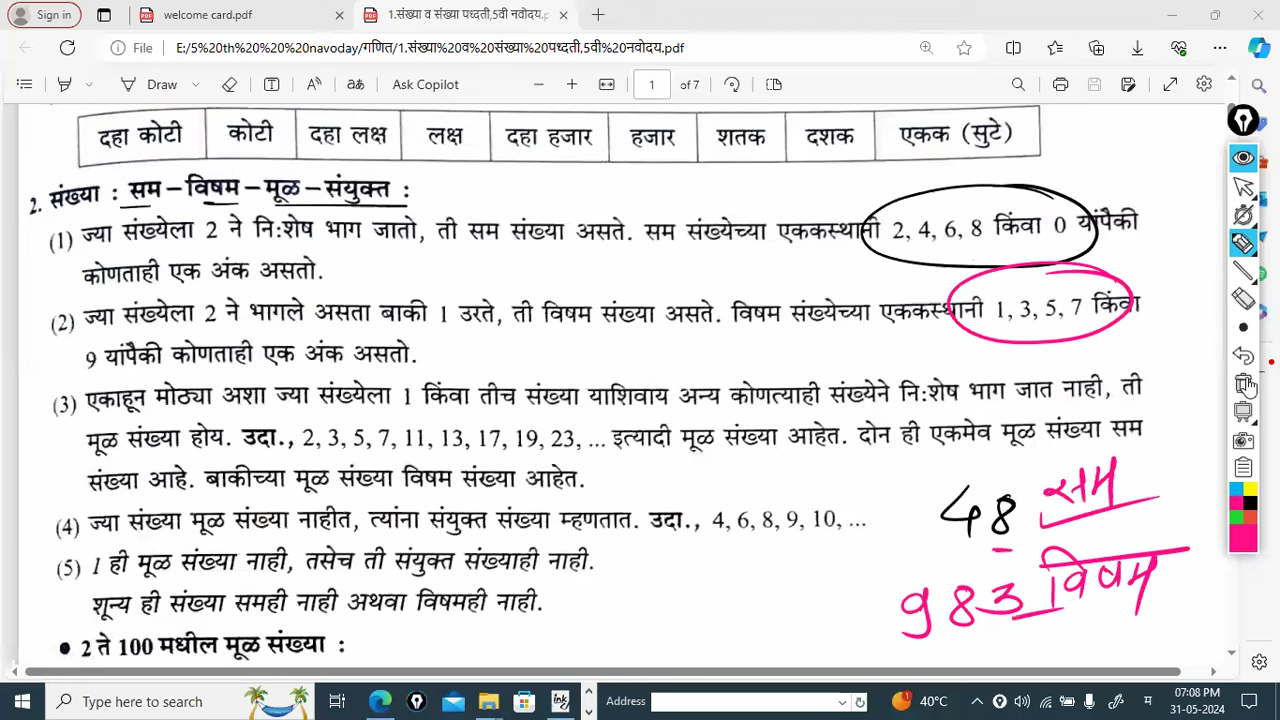 Sign in
welcome card.pdf
1.संख्या व संख्या पध्दती,5वी नवोदय.p
File
E:/5%20th%20%20%20navoday/गणित/1.संख्या%20व%20संख्या%20पध्दती,5वी%20नवोदय.pdf
Draw
Ask Copilot
1 of 7
दहा कोटी कोटी दहा लक्ष लक्ष दहा हजार हजार शतक दशक एकक (सुटे)
2. संख्या : सम – विषम – मूळ – संयुक्त :
(1) ज्या संख्येला 2 ने नि:शेष भाग जातो, ती सम संख्या असते. सम संख्येच्या एककस्थानी 2, 4, 6, 8 किंवा 0 यांपैकी
कोणताही एक अंक असतो.
(2) ज्या संख्येला 2 ने भागले असता बाकी 1 उरते, ती विषम संख्या असते. विषम संख्येच्या एककस्थानी 1, 3, 5, 7 किंवा
9 यांपैकी कोणताही एक अंक असतो.
(3) एकाहून मोठ्या अशा ज्या संख्येला 1 किंवा तीच संख्या याशिवाय अन्य कोणत्याही संख्येने नि:शेष भाग जात नाही, ती
मूळ संख्या होय. उदा., 2, 3, 5, 7, 11, 13, 17, 19, 23, ... इत्यादी मूळ संख्या आहेत. दोन ही एकमेव मूळ संख्या सम
संख्या आहे. बाकीच्या मूळ संख्या विषम संख्या आहेत.
(4) ज्या संख्या मूळ संख्या नाहीत, त्यांना संयुक्त संख्या म्हणतात. उदा., 4, 6, 8, 9, 10, ...
48 सम
(5) 1 ही मूळ संख्या नाही, तसेच ती संयुक्त संख्याही नाही.
शून्य ही संख्या समही नाही अथवा विषमही नाही.
983 विषम
● 2 ते 100 मधील मूळ संख्या :
Type here to search
Address
40°C
म
07:08 PM
31-05-2024